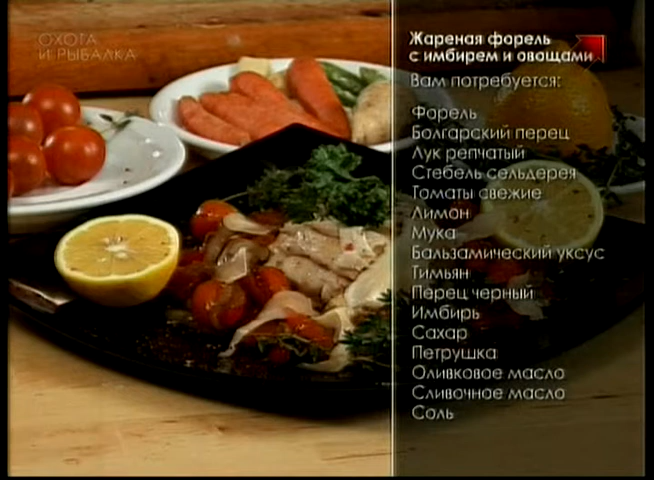 ОХОТА
И РЫБАЛКА
Жареная форель
с имбирем и овощами
Вам потребуется:
Форель
Болгарский перец
Лук репчатый
Стебель сельдерея
Томаты свежие
Лимон
Мука
Бальзамический уксус
Тимьян
Перец черный
Имбирь
Сахар
Петрушка
Оливковое масло
Сливочное масло
Соль